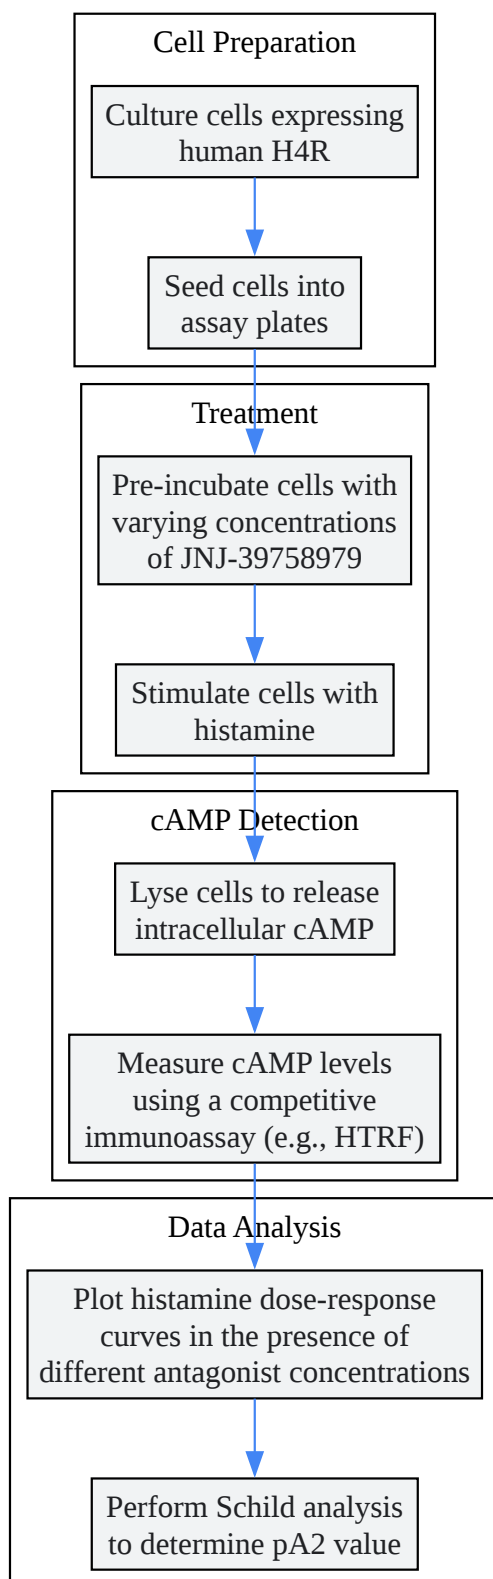 Cell Preparation
Culture cells expressing
human H4R
Seed cells into
assay plates
Treatment
Pre-incubate cells with
varying concentrations
of JNJ-39758979
Stimulate cells with
histamine
cAMP Detection
Lyse cells to release
intracellular cAMP
Measure cAMP levels
using a competitive
immunoassay (e.g., HTRF)
Data Analysis
Plot histamine dose-response
curves in the presence of
different antagonist concentrations
Perform Schild analysis
to determine pA2 value